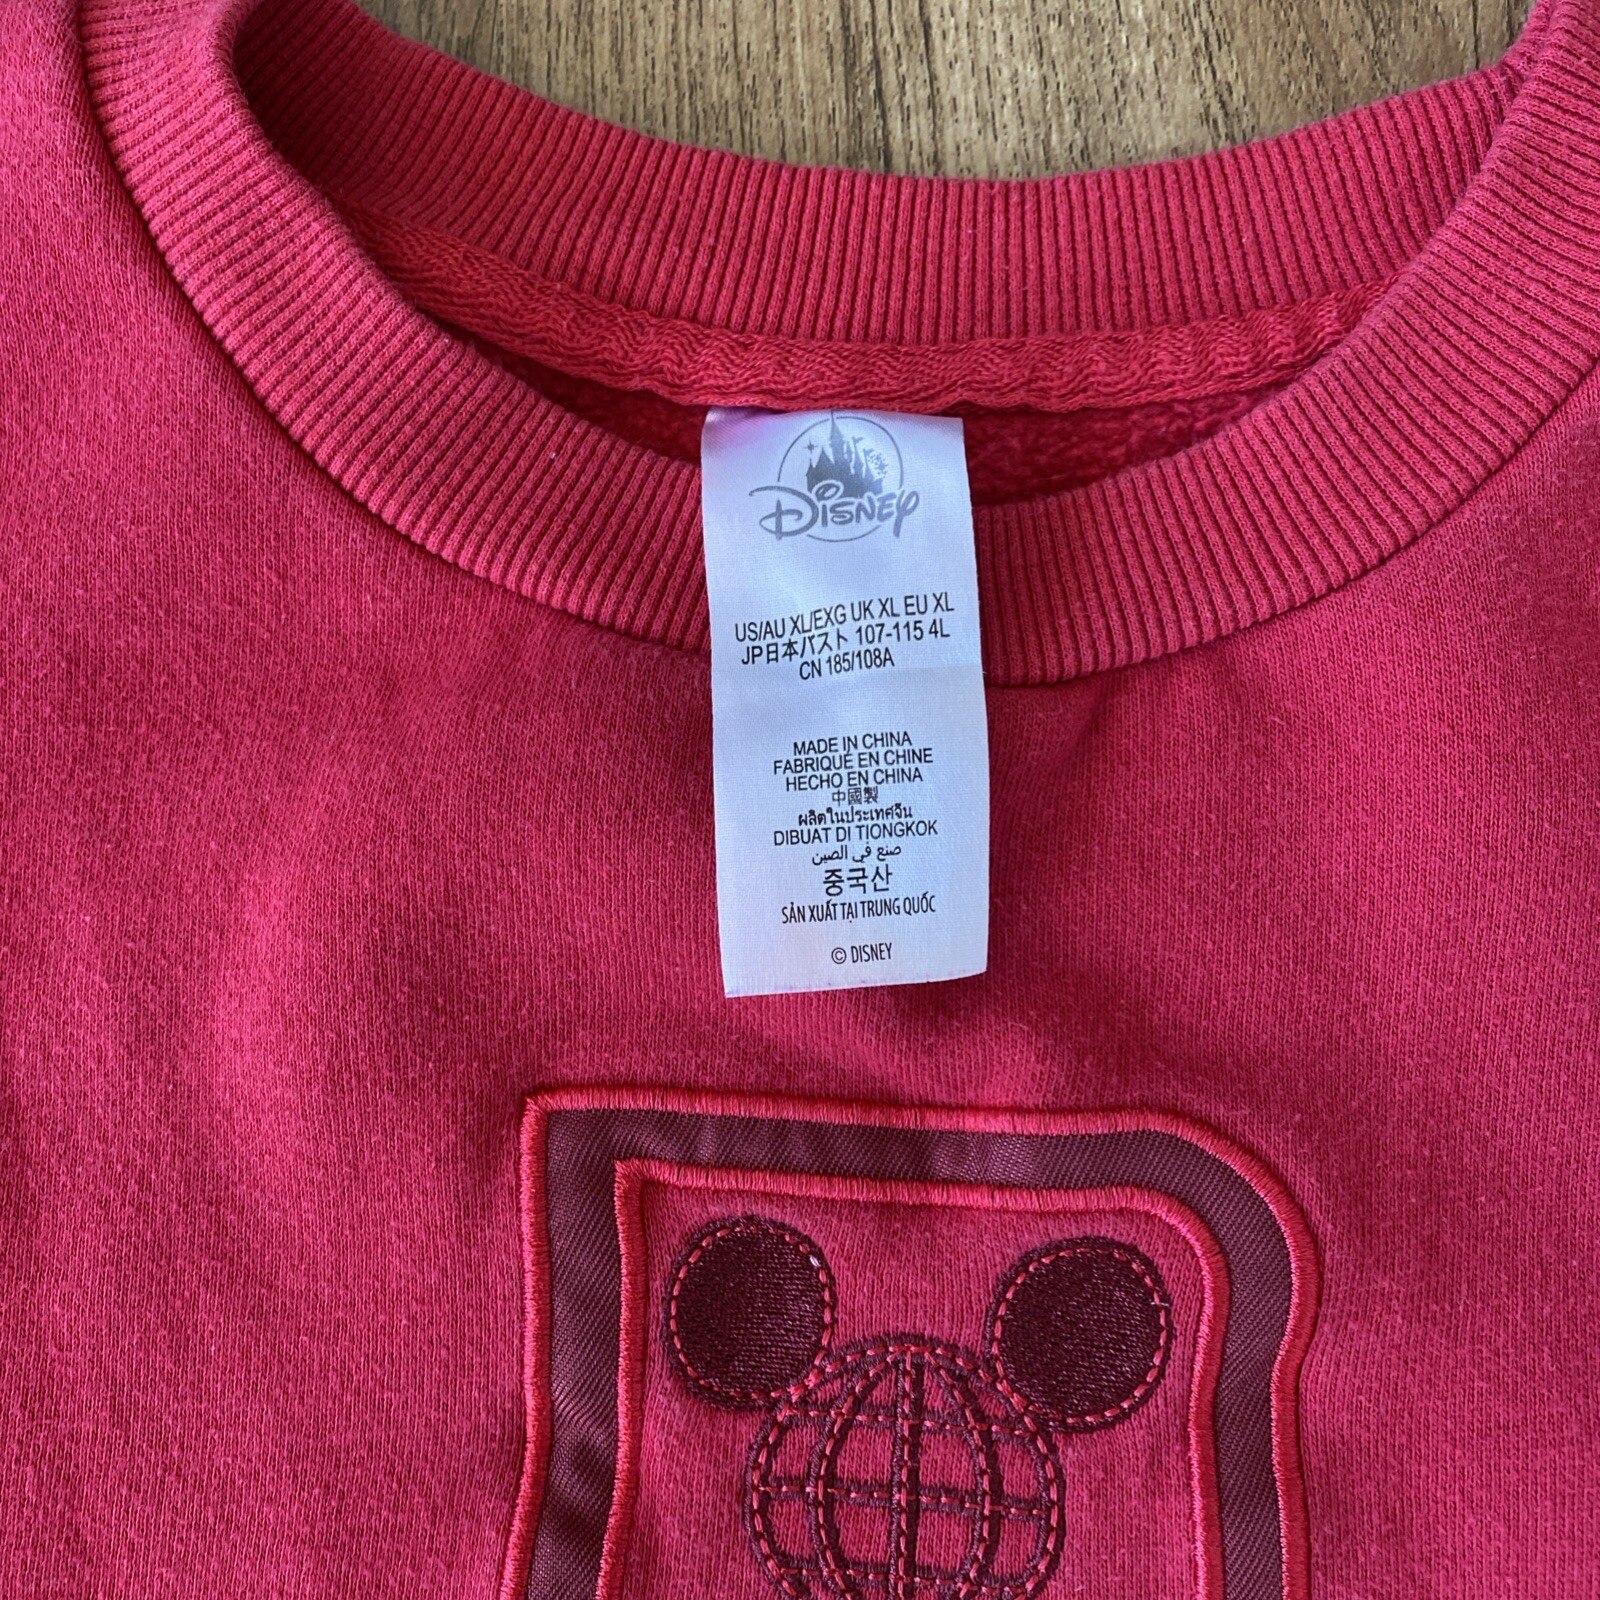 Disney
US/AU XL/EXG UK XL EU XL
JP日本バスト 107-115 4L
CN 185/108A
MADE IN CHINA
FABRIQUÉ EN CHINE
HECHO EN CHINA
中國製
ผลิตในประเทศจีน
DIBUAT DI TIONGKOK
صنع في الصين
중국산
SẢN XUẤT TẠI TRUNG QUỐC
© DISNEY